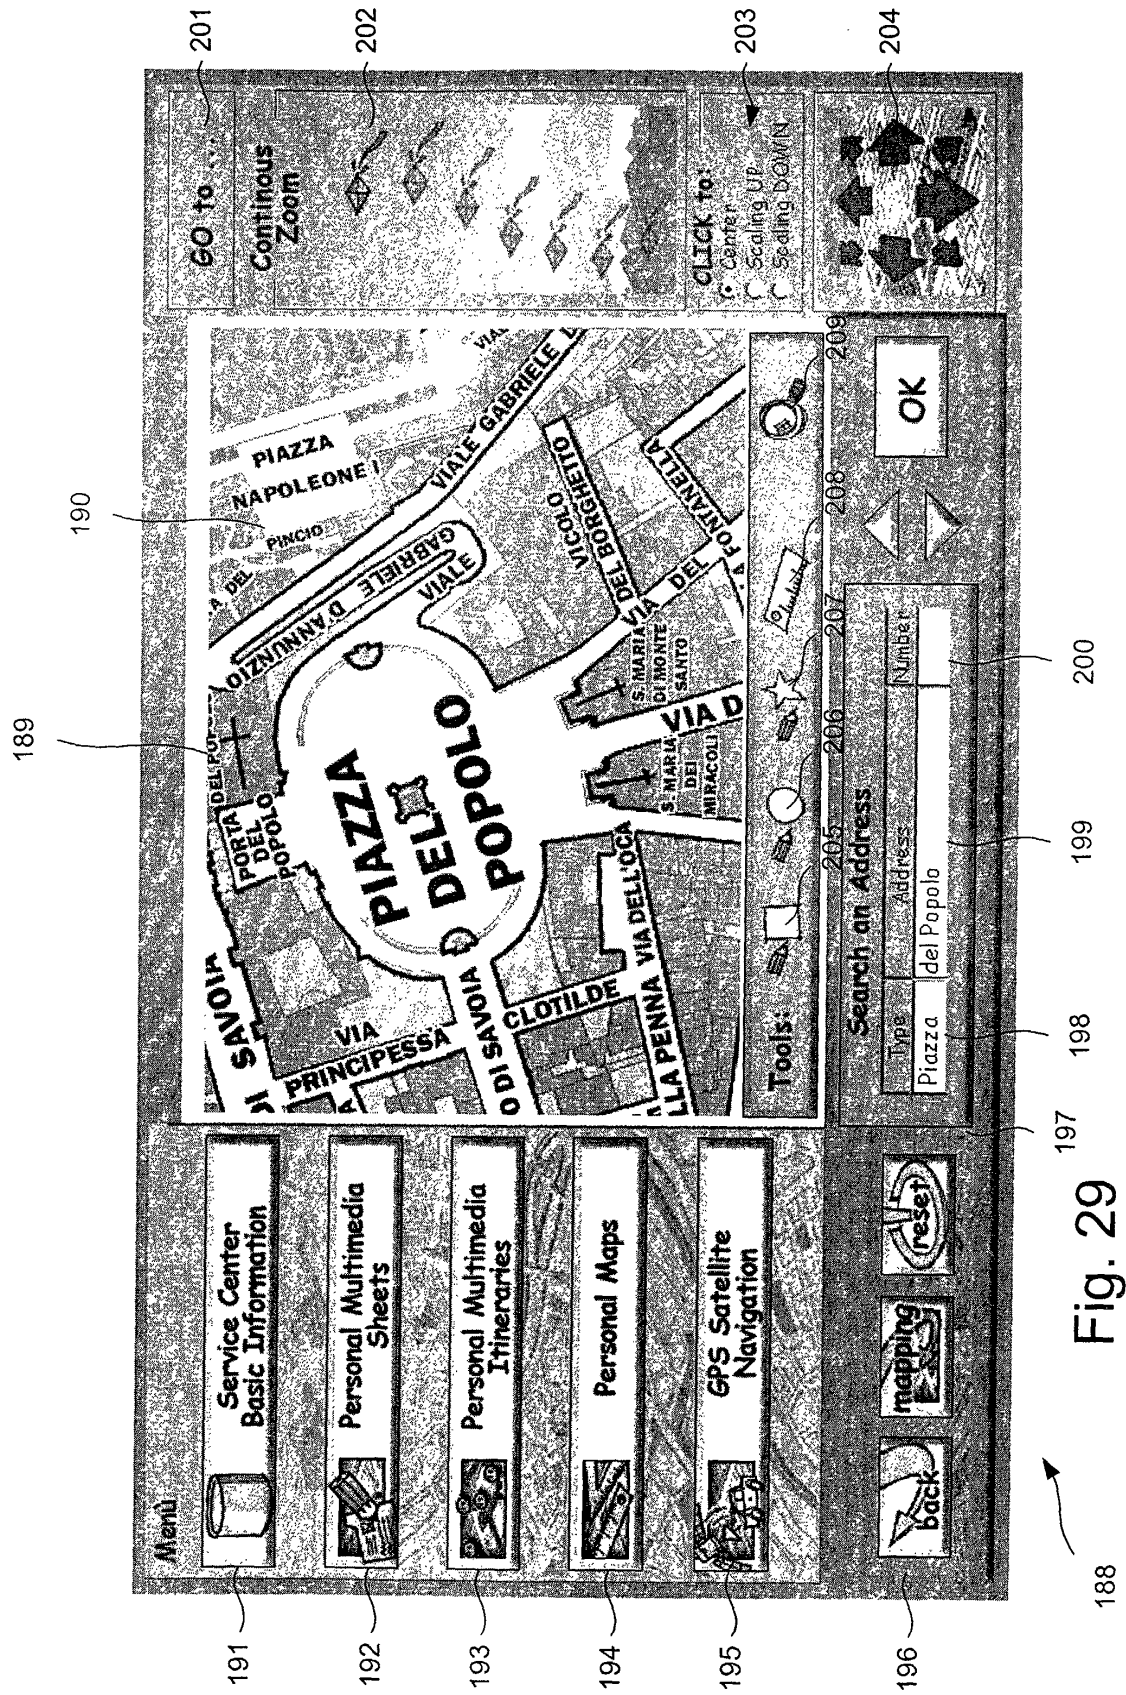 Menù
Service Center
Basic Information
Personal Multimedia
Sheets
Personal Multimedia
Itineraries
Personal Maps
GPS Satellite
Navigation
back
mapping
reset
DI SAVOIA
PORTA
DEL
POPOLO
PIAZZA
DEL
POPOLO
VIA
PRINCIPESSA
CLOTILDE
O DI SAVOIA
LLA PENNA
VIA DELL'OCA
S. MARIA
DEI
MIRACOLI
VIA D
S. MARIA
DI MONTE
SANTO
VIA DEL
VICOLO
DEL BORGHETTO
FONTANELLA
VIALE
GABRIELE
D'ANNUNZIO
VIALE GABRIELE
PIAZZA
NAPOLEONE I
PINCIO
A DEL
Tools:
Search an Address
Type
Address
Number
Piazza
del Popolo
OK
GO to ...
Continous
Zoom
CLICK to:
Center
Scaling UP
Scaling DOWN
188
189
190
191
192
193
194
195
196
197
198
199
200
201
202
203
204
205
206
207
208
209
Fig. 29